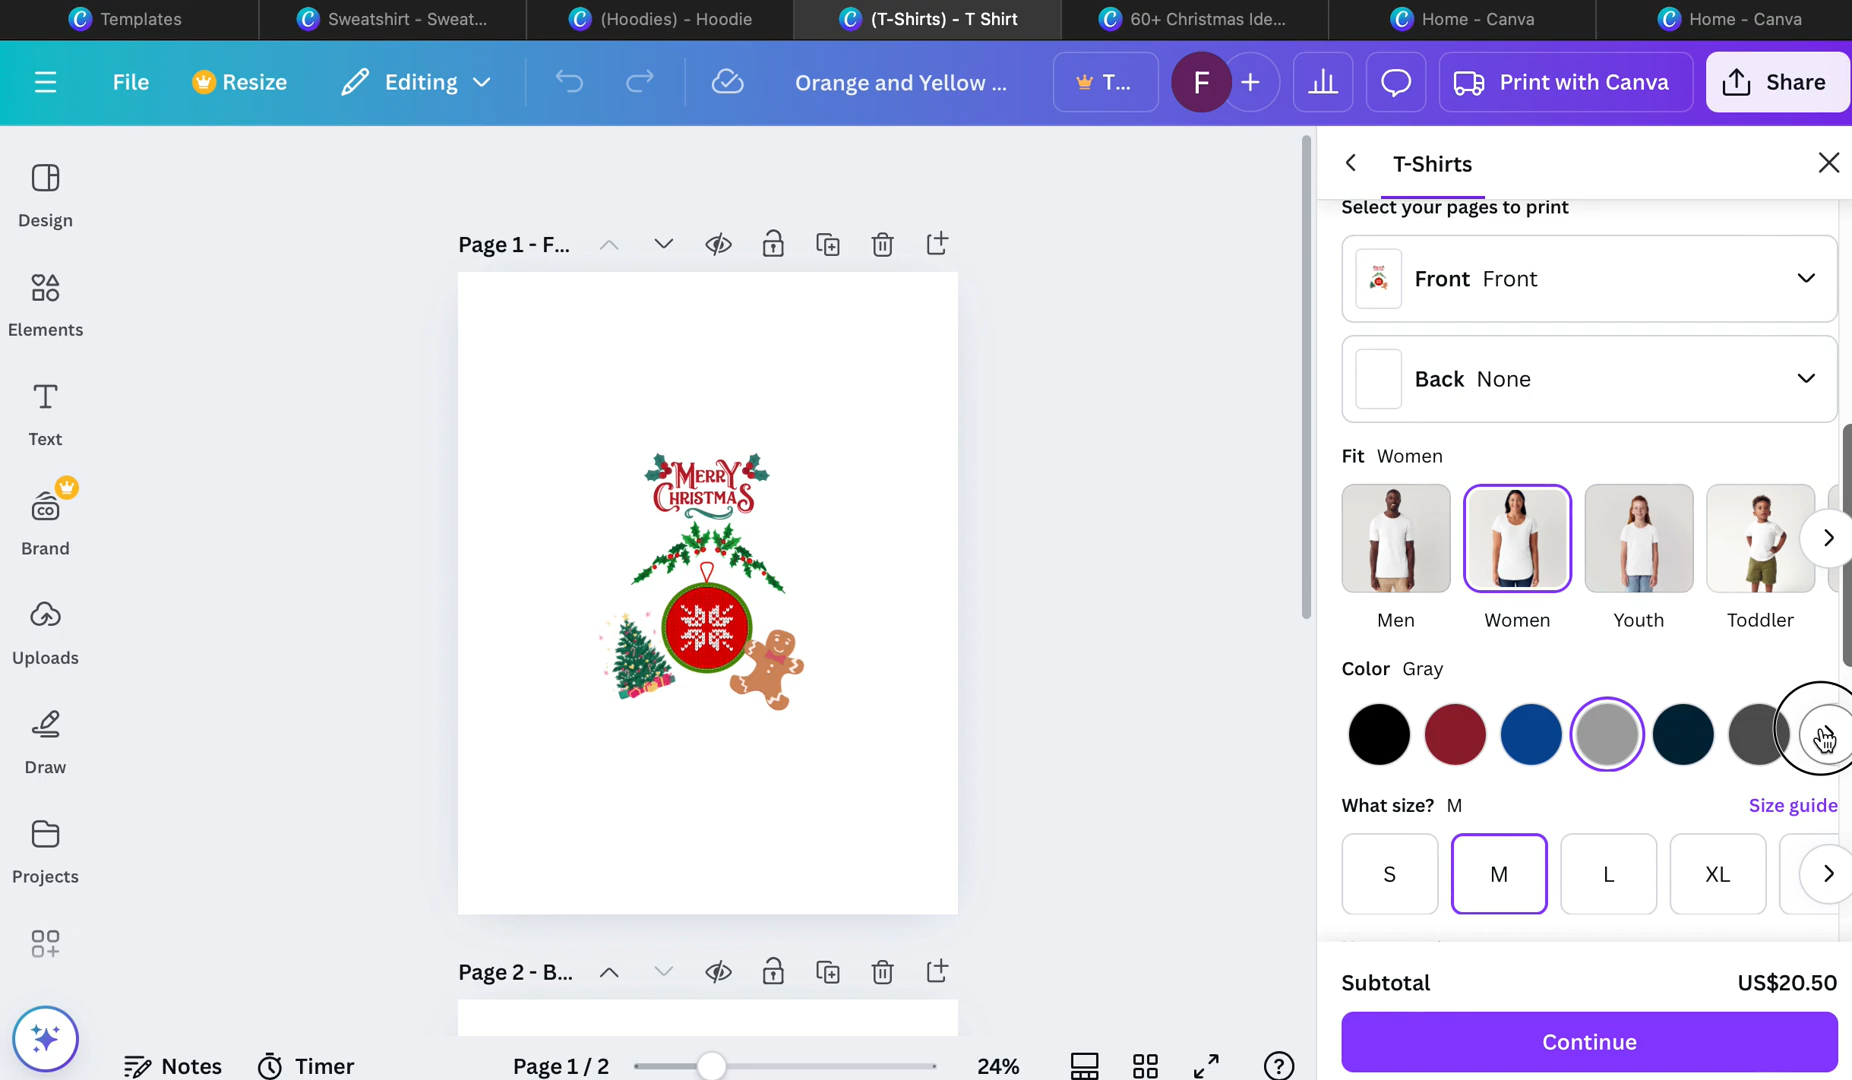 Templates
Sweatshirt - Sweat...
(Hoodies) - Hoodie
(T-Shirts) - T Shirt
60+ Christmas Ide...
Home - Canva
Home - Canva
File
Resize
Editing
Orange and Yellow ...
T...
F
Print with Canva
Share
Design
Elements
Text
Brand
Uploads
Draw
Projects
Page 1 - F...
MERRY
CHRISTMAS
Page 2 - B...
Notes
Timer
Page 1 / 2
24%
T-Shirts
Select your pages to print
Front Front
Back None
Fit Women
Men
Women
Youth
Toddler
Color Gray
What size? M
Size guide
S
M
L
XL
Subtotal
US$20.50
Continue